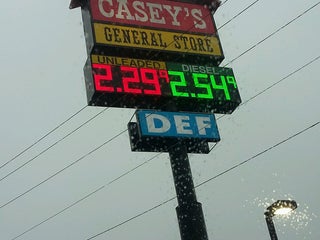 CASEY'S
GENERAL STORE
UNLEADED DIESEL
2.29⁹ 2.54⁹
DEF